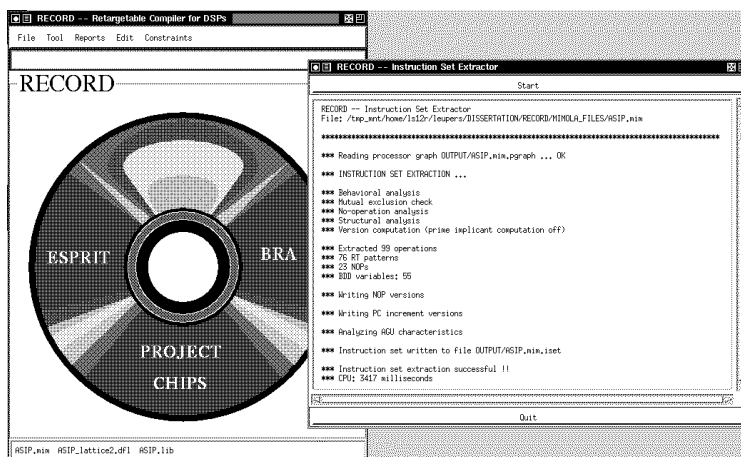 RECORD -- Retargetable Compiler for DSPs
File Tool Reports Edit Constraints
RECORD
ESPRIT BRA
PROJECT
CHIPS
ASIP.mim ASIP_lattice2.dfl ASIP.lib
RECORD -- Instruction Set Extractor
Start
RECORD -- Instruction Set Extractor
File: /tmp_mnt/home/ls12r/leupers/DISSERTATION/RECORD/MIMOLA_FILES/ASIP.mim
*** Reading processor graph OUTPUT/ASIP.mim.pgraph ... OK
*** INSTRUCTION SET EXTRACTION ...
*** Behavioral analysis
*** Mutual exclusion check
*** No-operation analysis
*** Structural analysis
*** Version computation (prime implicant computation off)
*** Extracted 99 operations
*** 76 RT patterns
*** 23 NOPs
*** BDD variables: 55
*** Writing NOP versions
*** Writing PC increment versions
*** Analyzing AGU characteristics
*** Instruction set written to file OUTPUT/ASIP.mim.iset
*** Instruction set extraction successful !!
*** CPU: 3417 milliseconds
Quit